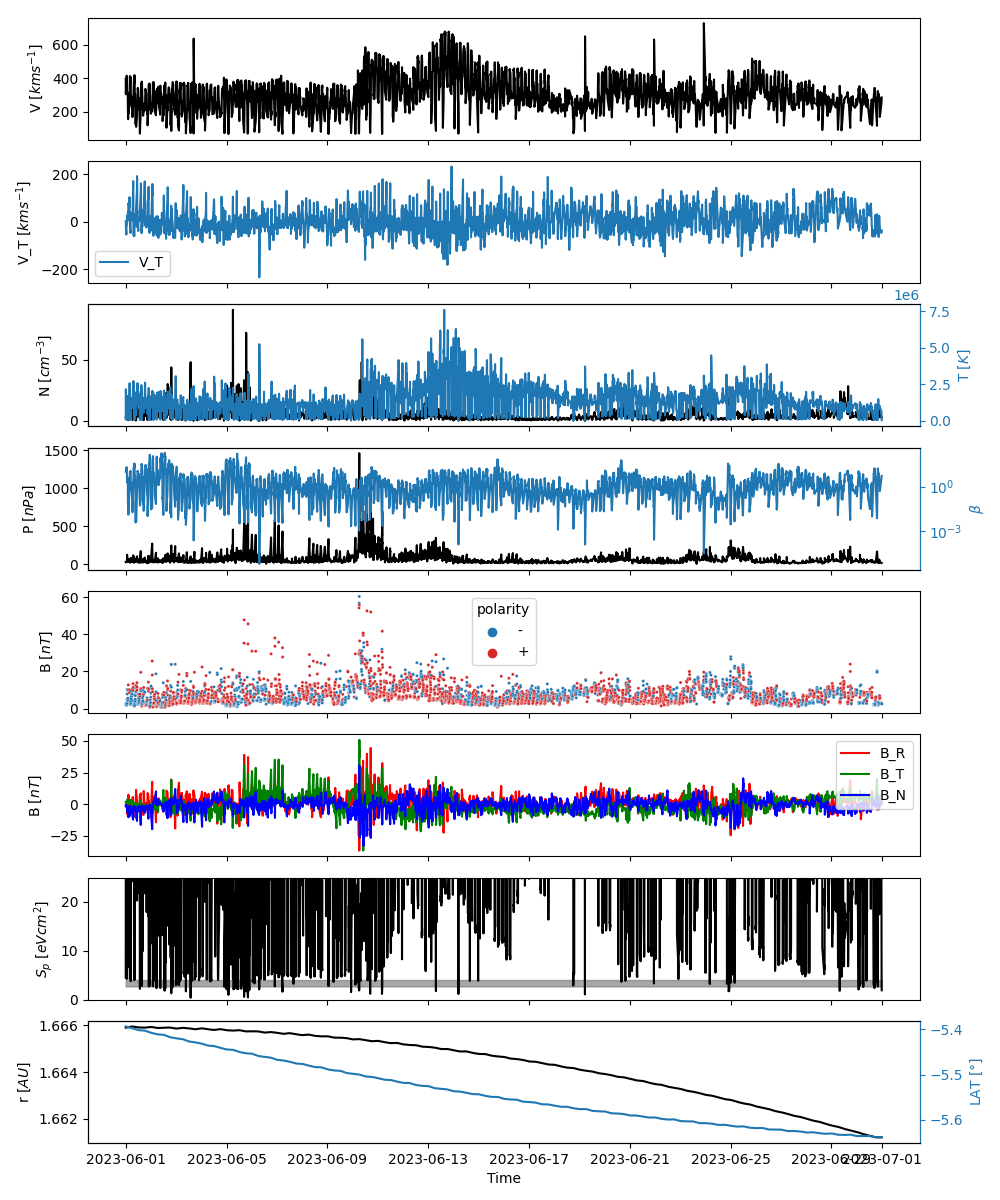 V [kms⁻¹]
600
400
200
V_T [kms⁻¹]
200
0
−200
V_T
1e6
N [cm⁻³]
50
0
7.5
5.0
2.5
0.0
T [K]
P [nPa]
1500
1000
500
0
10⁰
10⁻³
β
B [nT]
60
40
20
0
polarity
-
+
B [nT]
50
25
0
−25
B_R
B_T
B_N
Sₚ [eVcm²]
20
10
0
r [AU]
1.666
1.664
1.662
−5.4
−5.5
−5.6
LAT [°]
2023-06-01 2023-06-05 2023-06-09 2023-06-13 2023-06-17 2023-06-21 2023-06-25 2023-06-29 2023-07-01
Time